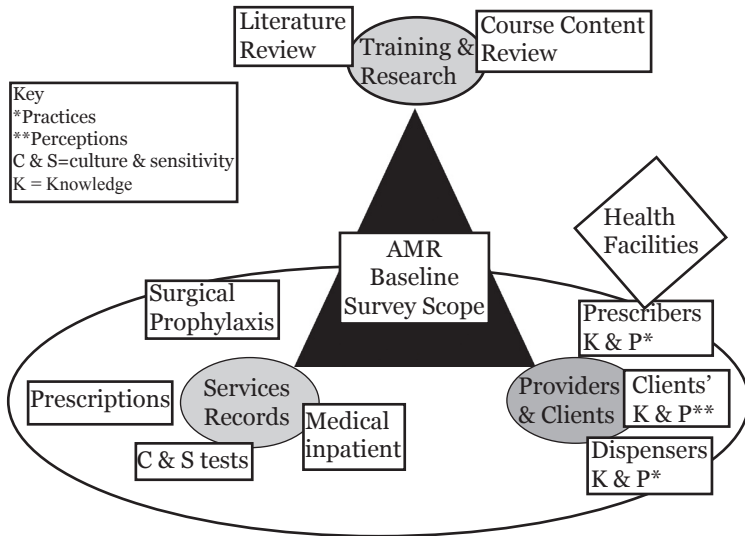 Literature
Review
Training &
Research
Course Content
Review
Key
*Practices
**Perceptions
C & S=culture & sensitivity
K = Knowledge
Health
Facilities
AMR
Baseline
Survey Scope
Surgical
Prophylaxis
Prescribers
K & P*
Prescriptions
Services
Records
Medical
inpatient
C & S tests
Providers
& Clients
Clients’
K & P**
Dispensers
K & P*